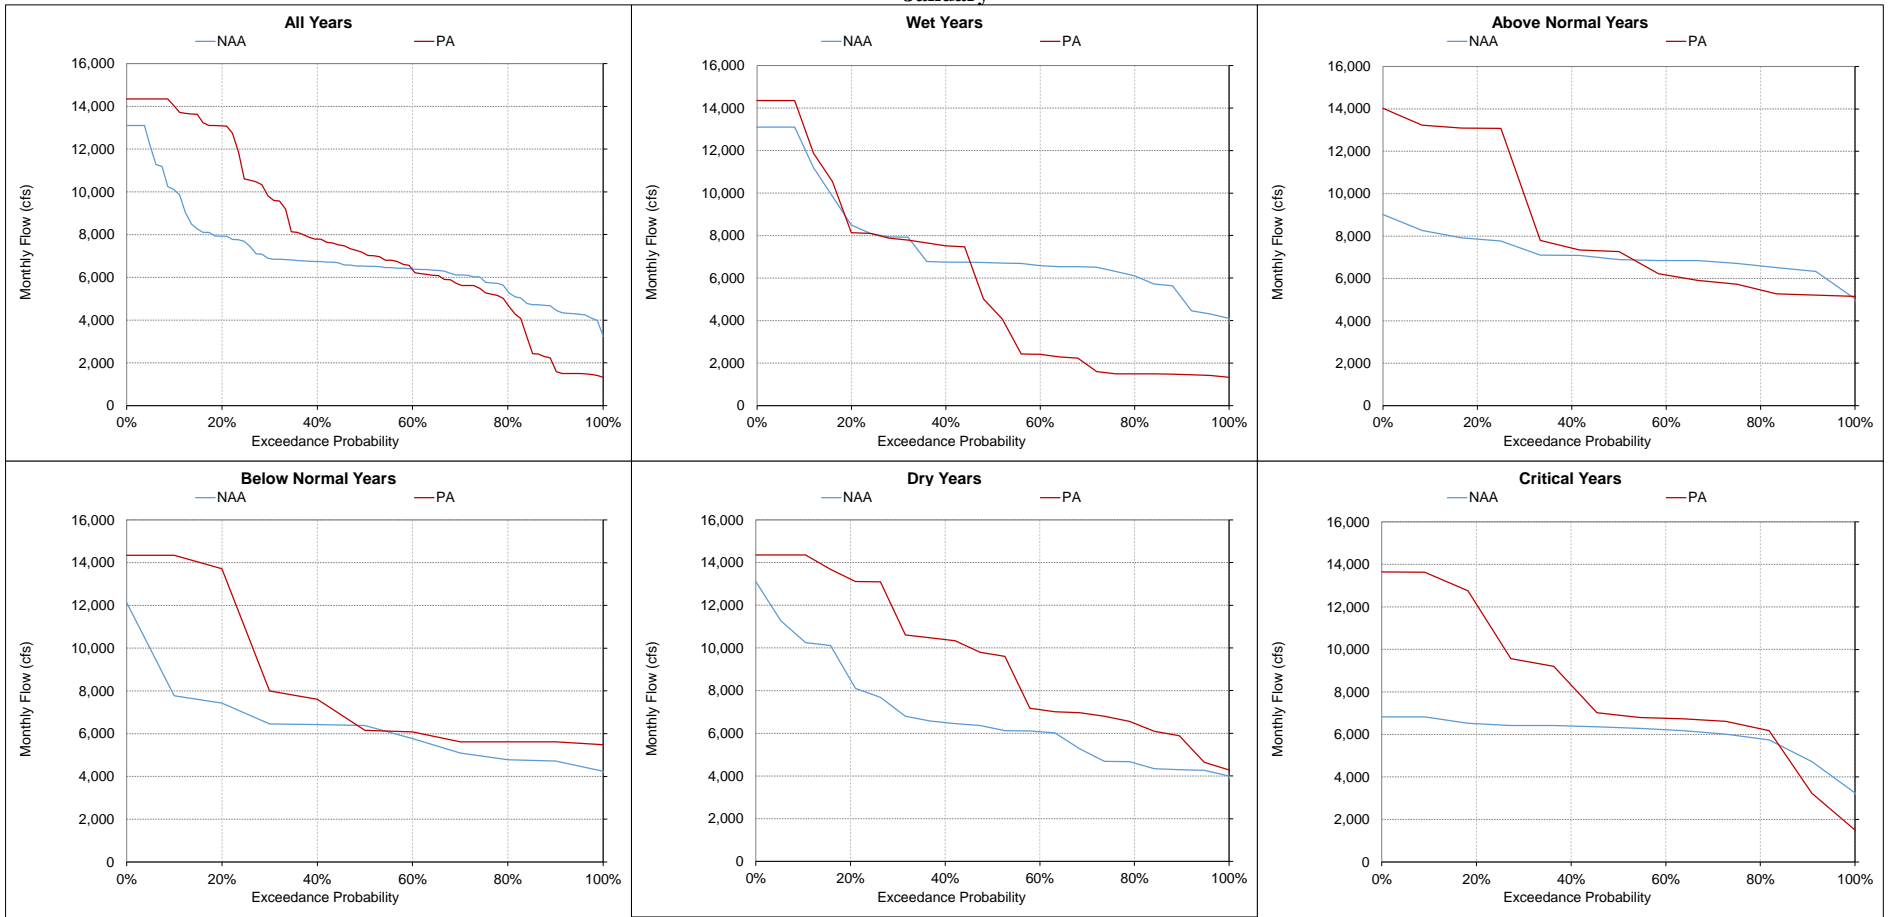 All Years
NAA PA
16,000
14,000
12,000
10,000
8,000
6,000
4,000
2,000
0
Monthly Flow (cfs)
0% 20% 40% 60% 80% 100%
Exceedance Probability
Wet Years
NAA PA
16,000
14,000
12,000
10,000
8,000
6,000
4,000
2,000
0
Monthly Flow (cfs)
0% 20% 40% 60% 80% 100%
Exceedance Probability
Above Normal Years
NAA PA
16,000
14,000
12,000
10,000
8,000
6,000
4,000
2,000
0
Monthly Flow (cfs)
0% 20% 40% 60% 80% 100%
Exceedance Probability
Below Normal Years
NAA PA
16,000
14,000
12,000
10,000
8,000
6,000
4,000
2,000
0
Monthly Flow (cfs)
0% 20% 40% 60% 80% 100%
Exceedance Probability
Dry Years
NAA PA
16,000
14,000
12,000
10,000
8,000
6,000
4,000
2,000
0
Monthly Flow (cfs)
0% 20% 40% 60% 80% 100%
Exceedance Probability
Critical Years
NAA PA
16,000
14,000
12,000
10,000
8,000
6,000
4,000
2,000
0
Monthly Flow (cfs)
0% 20% 40% 60% 80% 100%
Exceedance Probability